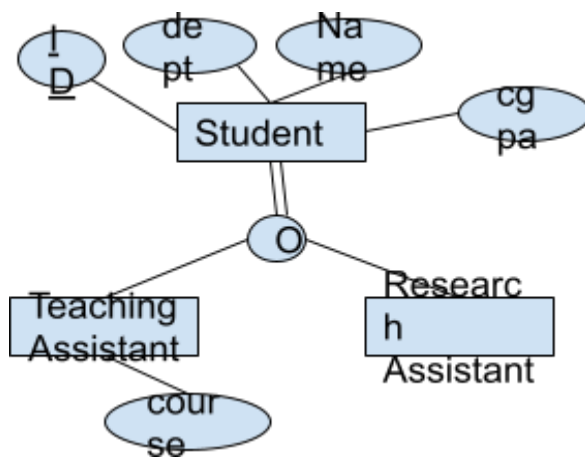 I
D
de
pt
Na
me
cg
pa
Student
O
Teaching
Assistant
Researc
h
Assistant
cour
se